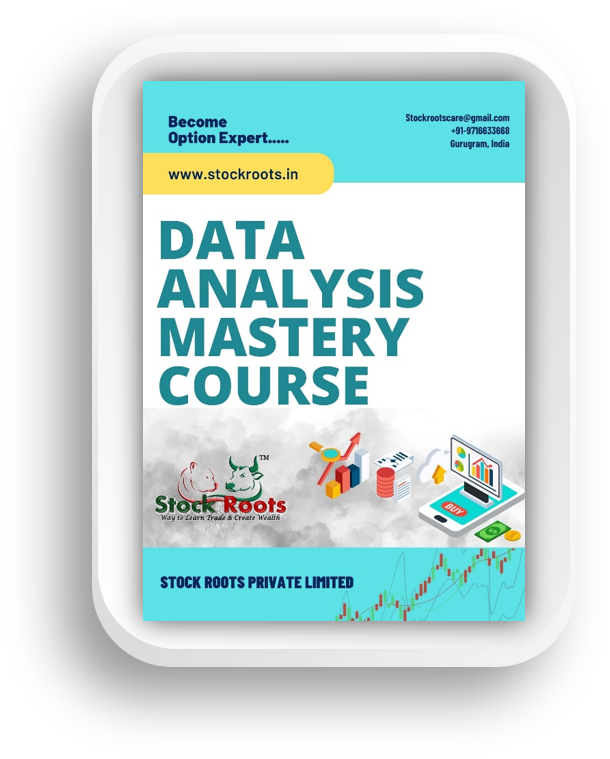 Become
Option Expert.....
Stockrootscare@gmail.com
+91-9716633668
Gurugram, India
www.stockroots.in
DATA
ANALYSIS
MASTERY
COURSE
TM
Stock Roots
Way to Learn Trade & Create Wealth
BUY
STOCK ROOTS PRIVATE LIMITED